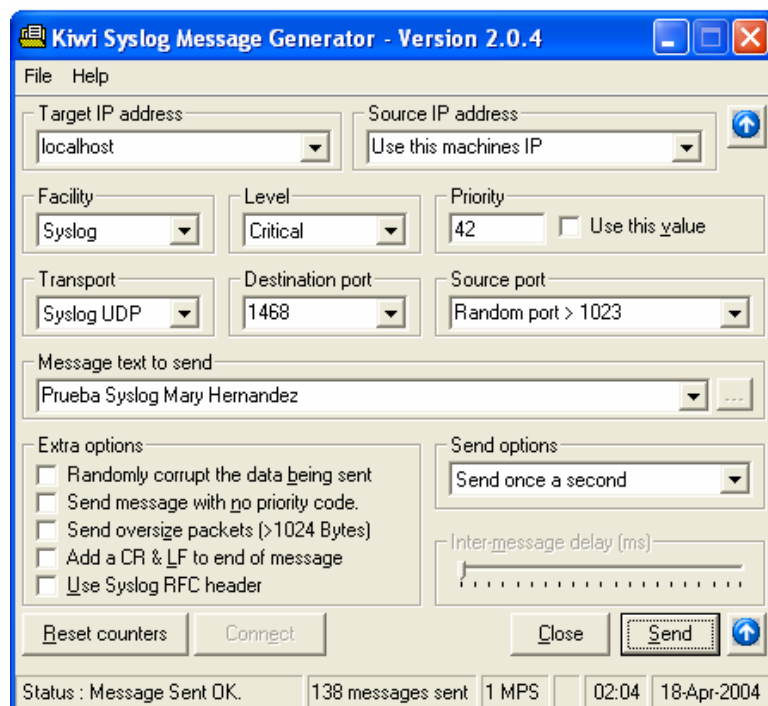 Kiwi Syslog Message Generator - Version 2.0.4
File Help
Target IP address
localhost
Source IP address
Use this machines IP
Facility
Syslog
Level
Critical
Priority
42
Use this value
Transport
Syslog UDP
Destination port
1468
Source port
Random port > 1023
Message text to send
Prueba Syslog Mary Hernandez
...
Extra options
Randomly corrupt the data being sent
Send message with no priority code.
Send oversize packets (>1024 Bytes)
Add a CR & LF to end of message
Use Syslog RFC header
Send options
Send once a second
Inter-message delay (ms)
Reset counters
Connect
Close
Send
Status : Message Sent OK.
138 messages sent
1 MPS
02:04
18-Apr-2004